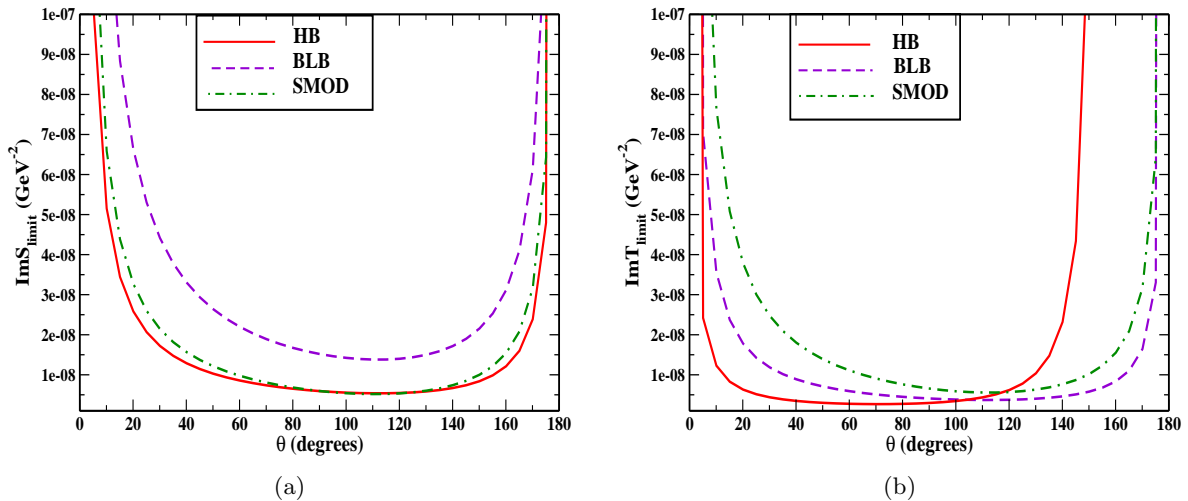 1e-07
9e-08
8e-08
7e-08
6e-08
5e-08
4e-08
3e-08
2e-08
1e-08
ImS_limit (GeV^-2)
HB
BLB
SMOD
0 20 40 60 80 100 120 140 160 180
θ (degrees)
(a)
1e-07
9e-08
8e-08
7e-08
6e-08
5e-08
4e-08
3e-08
2e-08
1e-08
ImT_limit (GeV^-2)
HB
BLB
SMOD
0 20 40 60 80 100 120 140 160 180
θ (degrees)
(b)